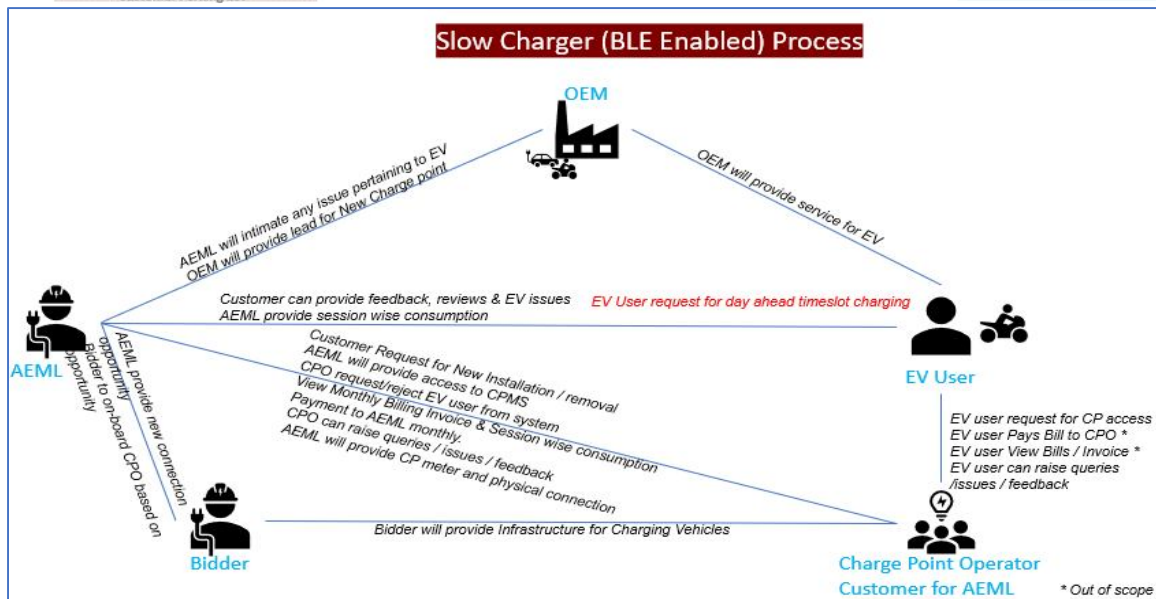 Slow Charger (BLE Enabled) Process
OEM
AEML will intimate any issue pertaining to EV
OEM will provide lead for New Charge point
OEM will provide service for EV
Customer can provide feedback, reviews & EV issues
AEML provide session wise consumption
EV User request for day ahead timeslot charging
AEML
EV User
Customer Request for New Installation / removal
AEML will provide access to CPMS
CPO request/reject EV user from system
View Monthly Billing Invoice & Session wise consumption
Payment to AEML monthly.
CPO can raise queries / issues / feedback
AEML will provide CP meter and physical connection
AEML provide new connection
opportunity
Bidder to on-board CPO based on
opportunity
EV user request for CP access
EV user Pays Bill to CPO *
EV user View Bills / Invoice *
EV user can raise queries
/issues / feedback
Bidder will provide Infrastructure for Charging Vehicles
Bidder
Charge Point Operator
Customer for AEML
* Out of scope